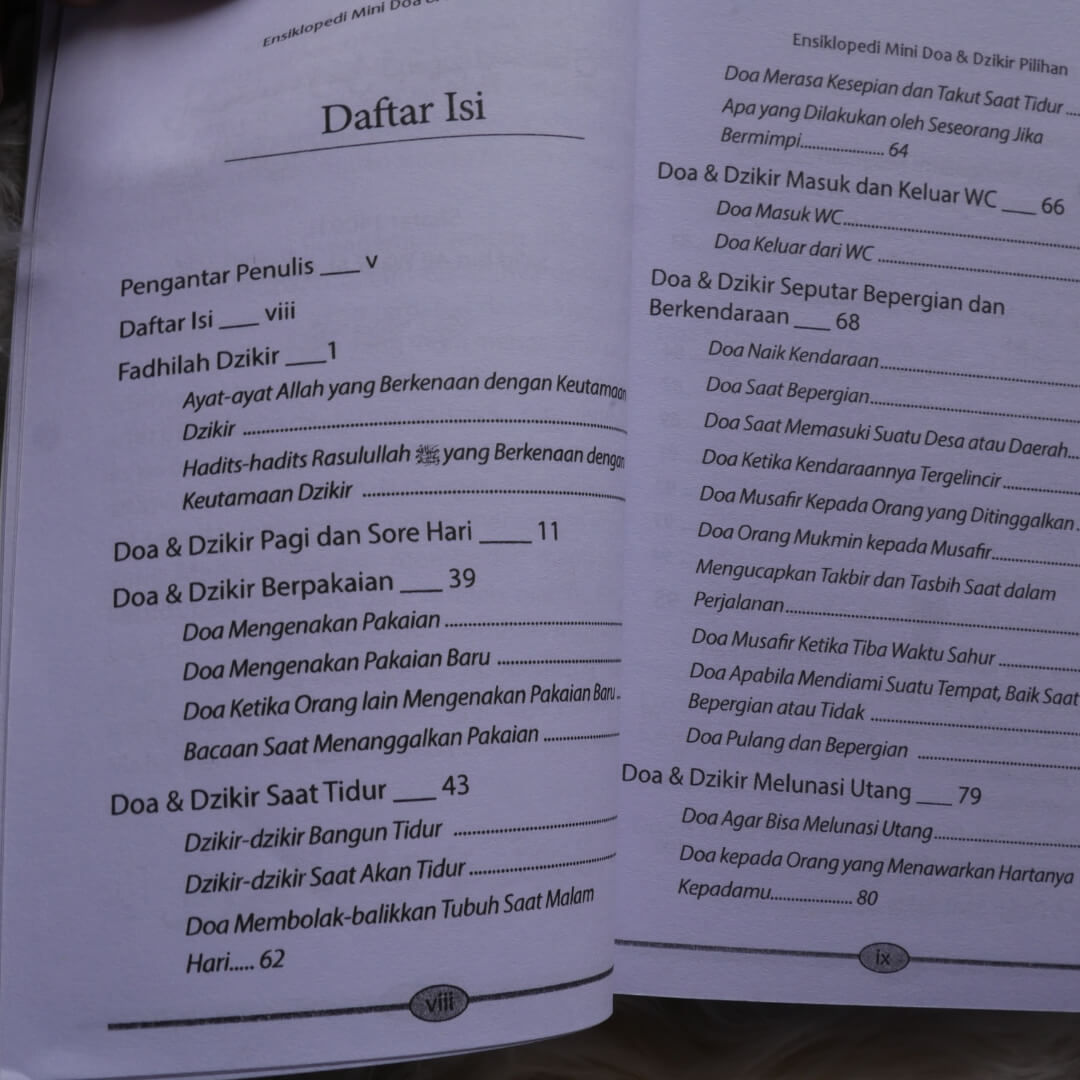 Ensiklopedi Mini Doa &
Daftar Isi
Pengantar Penulis ____ v
Daftar Isi ____ viii
Fadhilah Dzikir ____1
Ayat-ayat Allah yang Berkenaan dengan Keutamaan
Dzikir ........................................
Hadits-hadits Rasulullah ﷺ yang Berkenaan dengan
Keutamaan Dzikir ........................................
Doa & Dzikir Pagi dan Sore Hari _____ 11
Doa & Dzikir Berpakaian ____ 39
Doa Mengenakan Pakaian ........................................
Doa Mengenakan Pakaian Baru ..............................
Doa Ketika Orang lain Mengenakan Pakaian Baru..
Bacaan Saat Menanggalkan Pakaian ....................
Doa & Dzikir Saat Tidur ____ 43
Dzikir-dzikir Bangun Tidur ........................................
Dzikir-dzikir Saat Akan Tidur........................................
Doa Membolak-balikkan Tubuh Saat Malam
Hari..... 62
viii
Ensiklopedi Mini Doa & Dzikir Pilihan
Doa Merasa Kesepian dan Takut Saat Tidur ....
Apa yang Dilakukan oleh Seseorang Jika
Bermimpi..................... 64
Doa & Dzikir Masuk dan Keluar WC ____ 66
Doa Masuk WC........................................
Doa Keluar dari WC ........................................
Doa & Dzikir Seputar Bepergian dan
Berkendaraan ____ 68
Doa Naik Kendaraan........................................
Doa Saat Bepergian........................................
Doa Saat Memasuki Suatu Desa atau Daerah...
Doa Ketika Kendaraannya Tergelincir ....................
Doa Musafir Kepada Orang yang Ditinggalkan .
Doa Orang Mukmin kepada Musafir....................
Mengucapkan Takbir dan Tasbih Saat dalam
Perjalanan........................................
Doa Musafir Ketika Tiba Waktu Sahur ....................
Doa Apabila Mendiami Suatu Tempat, Baik Saat
Bepergian atau Tidak ........................................
Doa Pulang dan Bepergian ........................................
Doa & Dzikir Melunasi Utang ____ 79
Doa Agar Bisa Melunasi Utang..............................
Doa kepada Orang yang Menawarkan Hartanya
Kepadamu.................... 80
ix